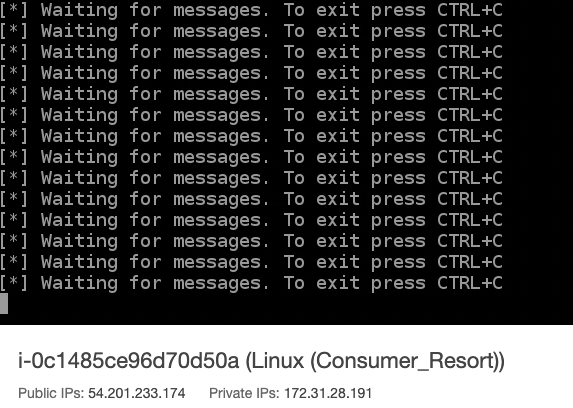 [*] Waiting for messages. To exit press CTRL+C
[*] Waiting for messages. To exit press CTRL+C
[*] Waiting for messages. To exit press CTRL+C
[*] Waiting for messages. To exit press CTRL+C
[*] Waiting for messages. To exit press CTRL+C
[*] Waiting for messages. To exit press CTRL+C
[*] Waiting for messages. To exit press CTRL+C
[*] Waiting for messages. To exit press CTRL+C
[*] Waiting for messages. To exit press CTRL+C
[*] Waiting for messages. To exit press CTRL+C
[*] Waiting for messages. To exit press CTRL+C
[*] Waiting for messages. To exit press CTRL+C
[*] Waiting for messages. To exit press CTRL+C
[*] Waiting for messages. To exit press CTRL+C
i-0c1485ce96d70d50a (Linux (Consumer_Resort))
Public IPs: 54.201.233.174 Private IPs: 172.31.28.191